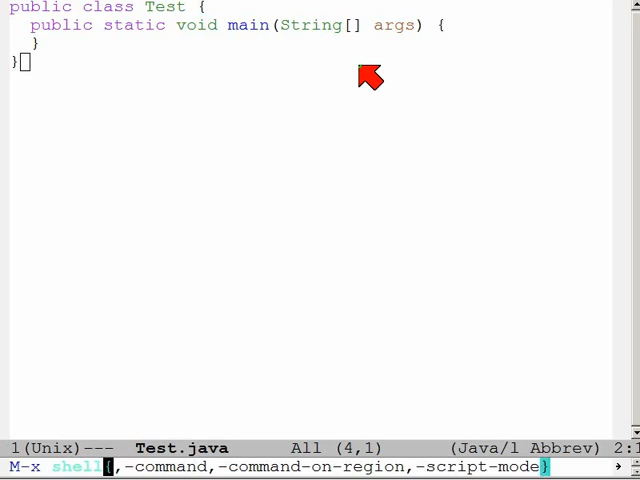 public class Test {
  public static void main(String[] args) {
  }
}
1(Unix)---  Test.java      All (4,1)      (Java/l Abbrev) 2:1
M-x shell{,-command,-command-on-region,-script-mode}